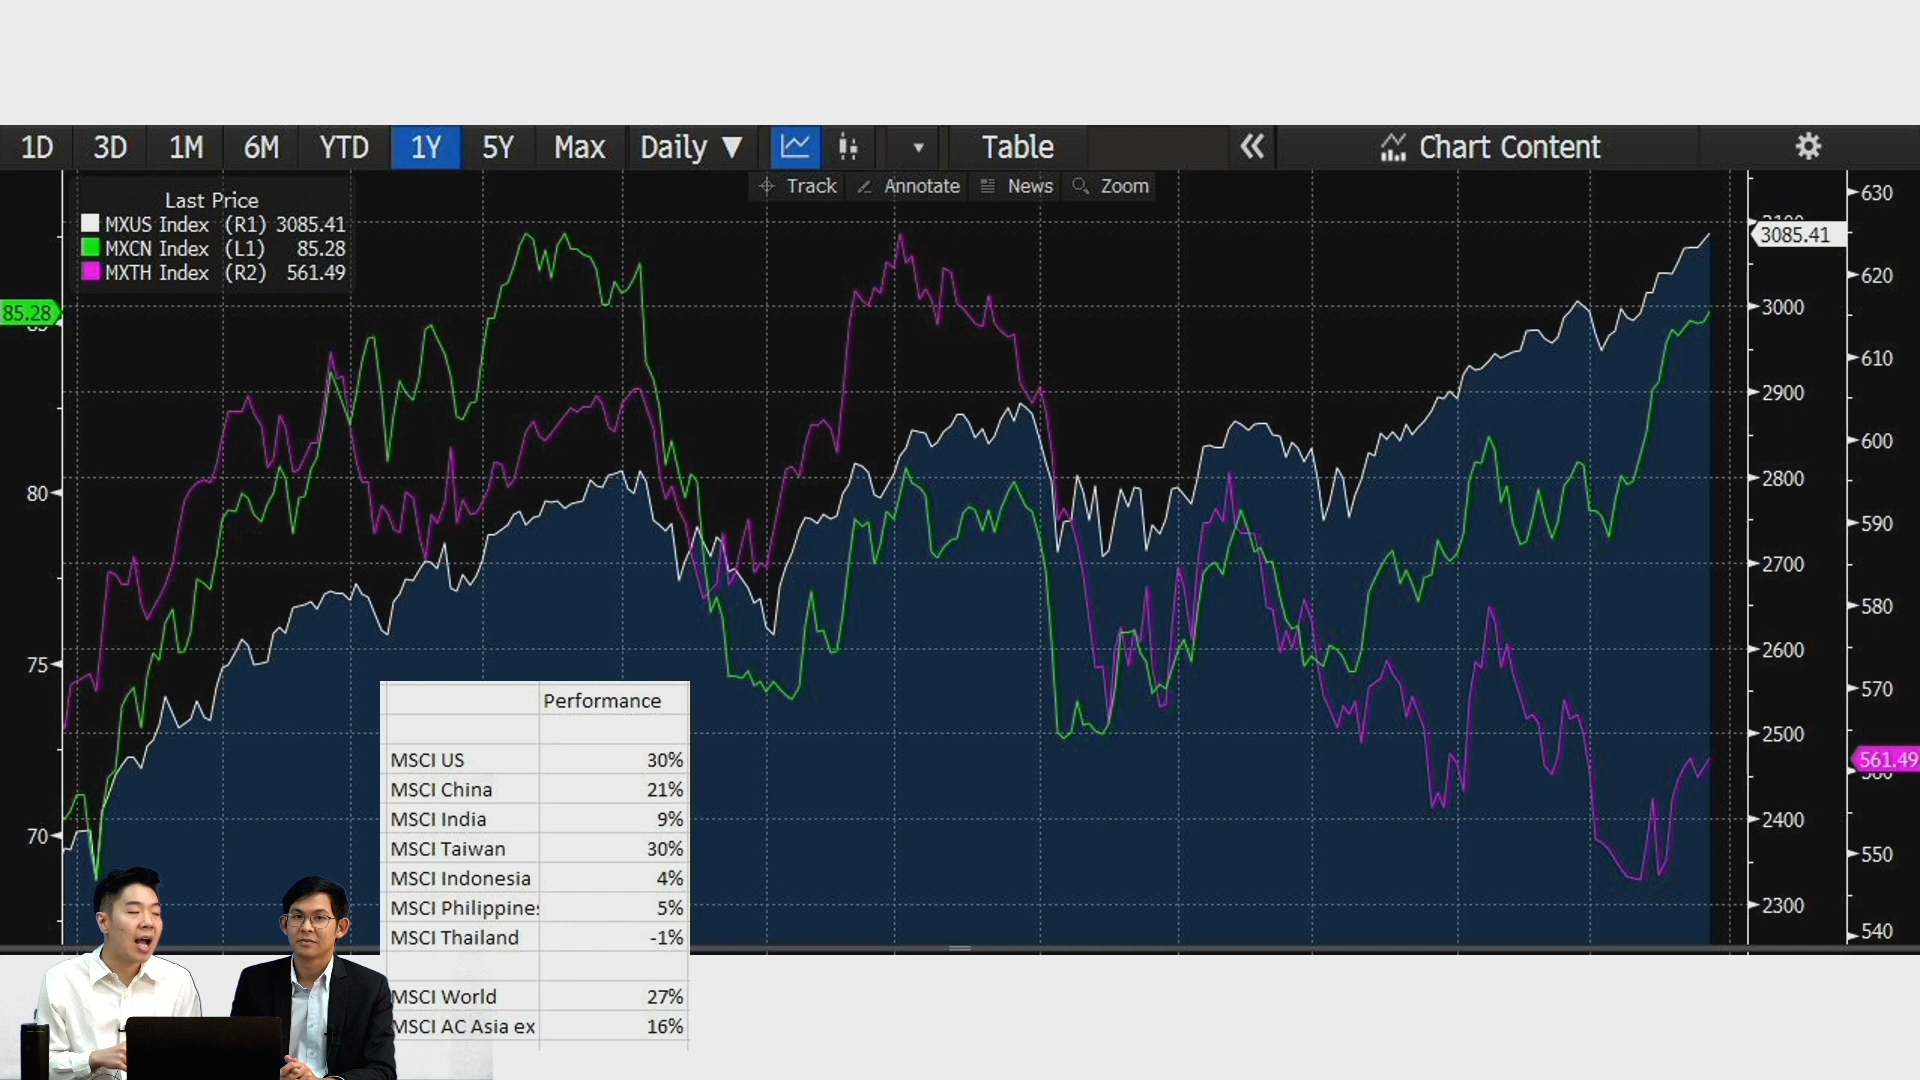 1D 3D 1M 6M YTD 1Y 5Y Max Daily ▼ Table « Chart Content
Track Annotate News Zoom
Last Price
MXUS Index (R1) 3085.41
MXCN Index (L1) 85.28
MXTH Index (R2) 561.49
85.28
85
80
75
70
3100
3085.41
3000
2900
2800
2700
2600
2500
2400
2300
630
620
610
600
590
580
570
561.49
560
550
540
Performance
MSCI US 30%
MSCI China 21%
MSCI India 9%
MSCI Taiwan 30%
MSCI Indonesia 4%
MSCI Philippines 5%
MSCI Thailand -1%
MSCI World 27%
MSCI AC Asia ex 16%